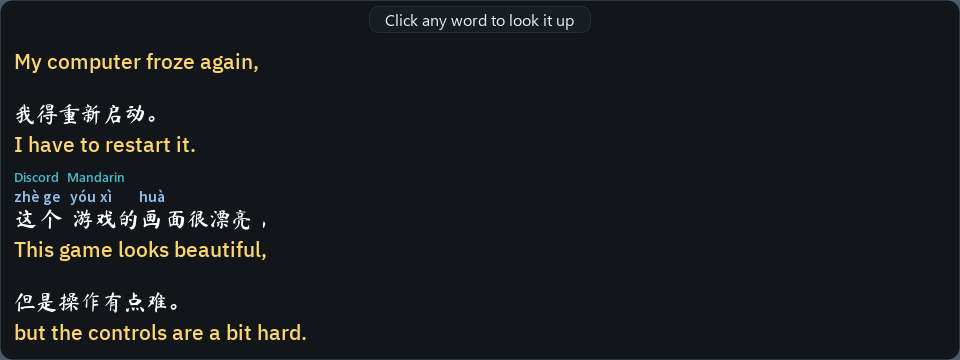 Click any word to look it up
My computer froze again,
我得重新启动。
I have to restart it.
Discord Mandarin
zhè ge yóu xì huà
这个 游戏的画面很漂亮，
This game looks beautiful,
但是操作有点难。
but the controls are a bit hard.